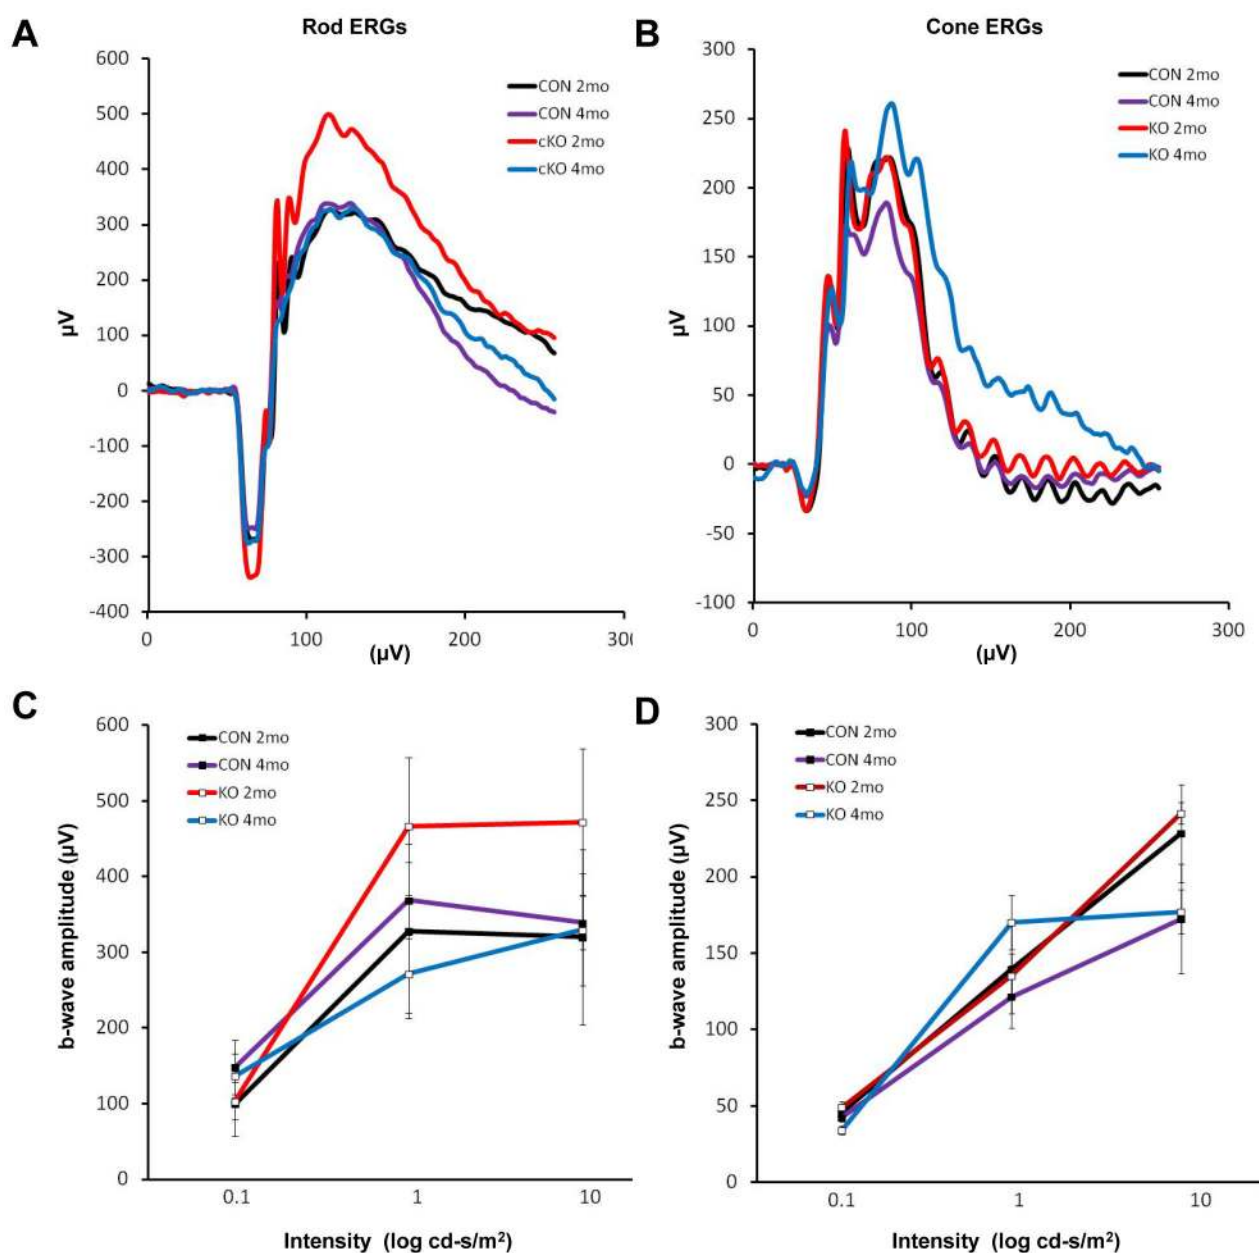 A
Rod ERGs
600
500
400
300
200
100
0
-100
-200
-300
-400
µV
CON 2mo
CON 4mo
cKO 2mo
cKO 4mo
0
100
200
300
(µV)
B
Cone ERGs
300
250
200
150
100
50
0
-50
-100
µV
CON 2mo
CON 4mo
KO 2mo
KO 4mo
0
100
200
300
(µV)
C
600
500
400
300
200
100
0
b-wave amplitude (µV)
CON 2mo
CON 4mo
KO 2mo
KO 4mo
0.1
1
10
Intensity (log cd-s/m²)
D
300
250
200
150
100
50
0
b-wave amplitude (µV)
CON 2mo
CON 4mo
KO 2mo
KO 4mo
0.1
1
10
Intensity (log cd-s/m²)